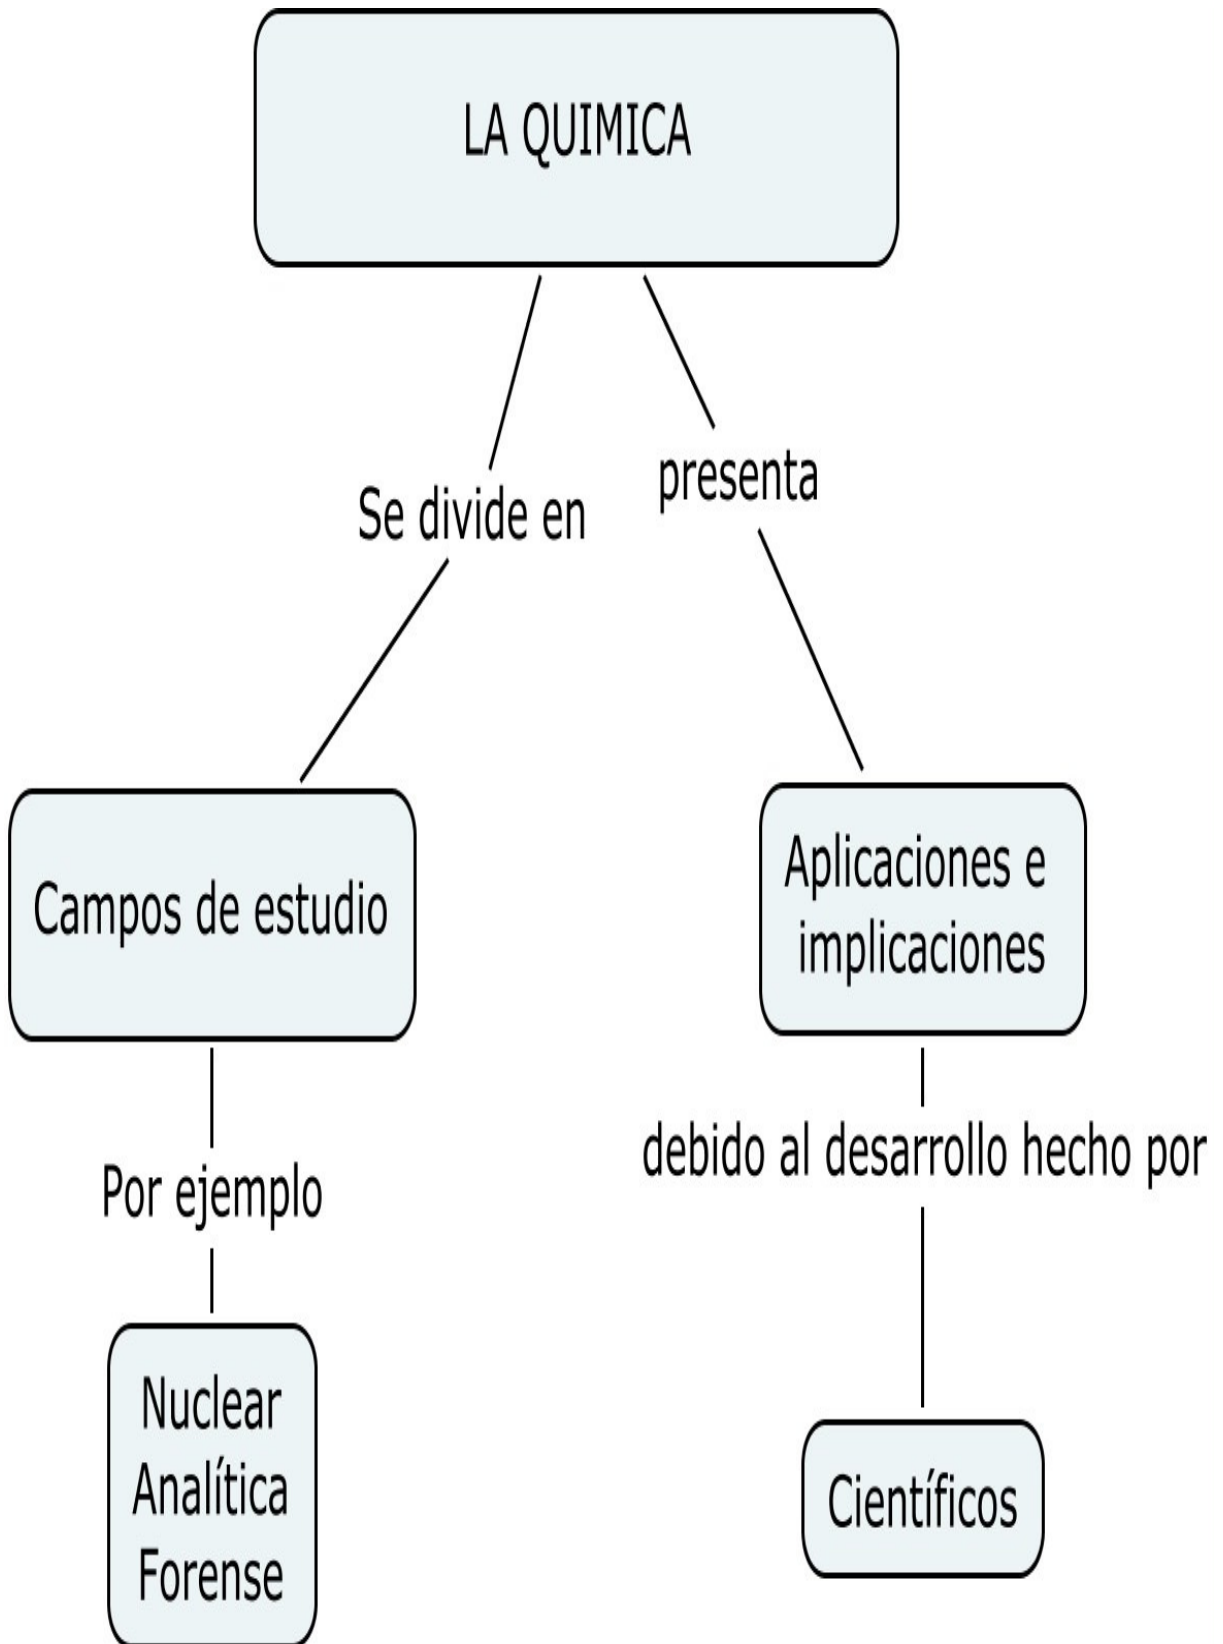 LA QUIMICA
presenta
Se divide en
Aplicaciones e
implicaciones
Campos de estudio
debido al desarrollo hecho por
Por ejemplo
Nuclear
Analítica
Forense
Científicos